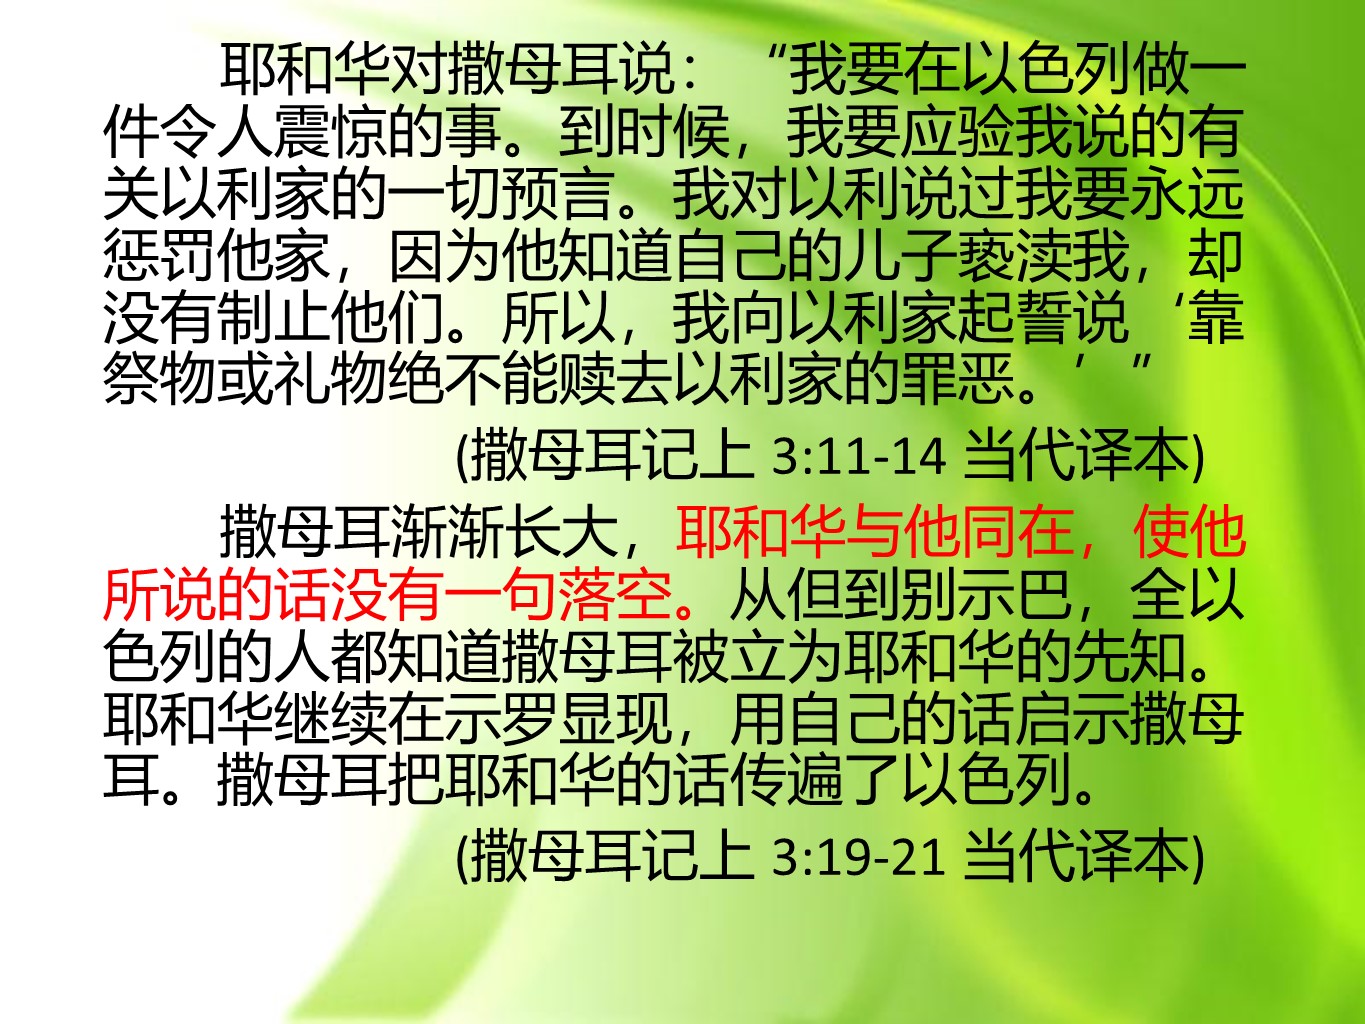 耶和华对撒母耳说：“我要在以色列做一
件令人震惊的事。到时候，我要应验我说的有
关以利家的一切预言。我对以利说过我要永远
惩罚他家，因为他知道自己的儿子亵渎我，却
没有制止他们。所以，我向以利家起誓说‘靠
祭物或礼物绝不能赎去以利家的罪恶。’”
(撒母耳记上 3:11-14 当代译本)
撒母耳渐渐长大，耶和华与他同在，使他
所说的话没有一句落空。从但到别示巴，全以
色列的人都知道撒母耳被立为耶和华的先知。
耶和华继续在示罗显现，用自己的话启示撒母
耳。撒母耳把耶和华的话传遍了以色列。
(撒母耳记上 3:19-21 当代译本)